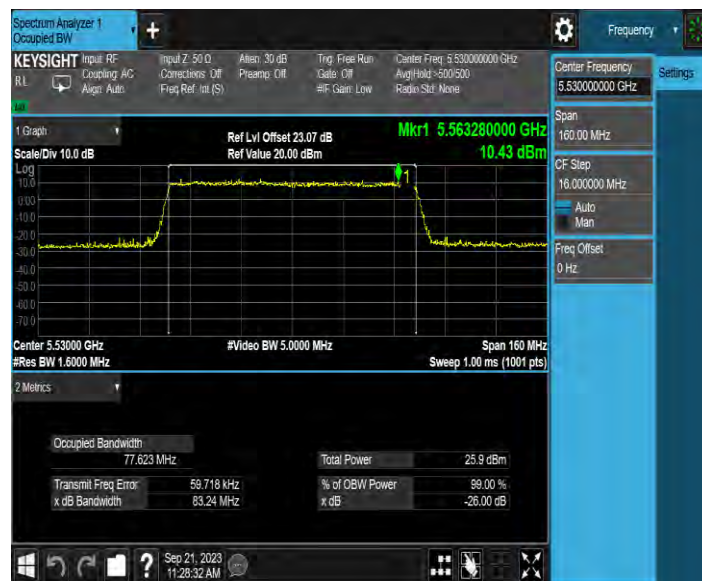 Spectrum Analyzer 1
Occupied BW
+
Frequency
KEYSIGHT Input: RF
RL
Coupling: AC
Align: Auto
Input Z: 50 Ω
Corrections: Off
Freq Ref: Int (S)
Atten: 30 dB
Preamp: Off
Trig: Free Run
Gate: Off
#IF Gain: Low
Center Freq: 5.530000000 GHz
Avg|Hold:>500/500
Radio Std: None
Center Frequency
5.530000000 GHz
Settings
Span
160.00 MHz
CF Step
16.000000 MHz
Auto
Man
Freq Offset
0 Hz
1 Graph
Scale/Div 10.0 dB
Ref Lvl Offset 23.07 dB
Ref Value 20.00 dBm
Mkr1 5.563280000 GHz
10.43 dBm
Log
10.0
0.00
-10.0
-20.0
-30.0
-40.0
-50.0
-60.0
-70.0
1
Center 5.53000 GHz
#Res BW 1.6000 MHz
#Video BW 5.0000 MHz
Span 160 MHz
Sweep 1.00 ms (1001 pts)
2 Metrics
Occupied Bandwidth
77.623 MHz
Total Power 25.9 dBm
Transmit Freq Error 59.718 kHz
% of OBW Power 99.00 %
x dB Bandwidth 83.24 MHz
x dB -26.00 dB
?
Sep 21, 2023
11:28:32 AM